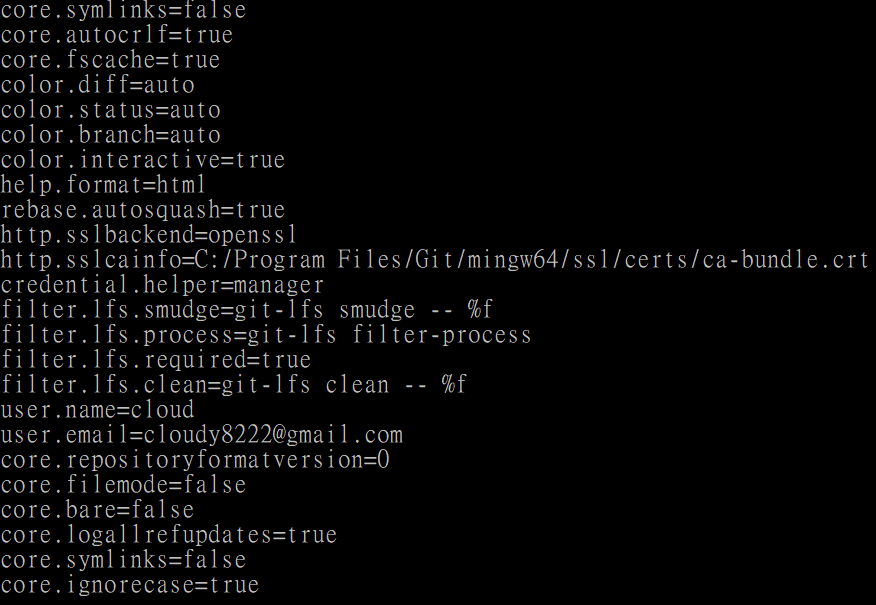 core.symlinks=false
core.autocrlf=true
core.fscache=true
color.diff=auto
color.status=auto
color.branch=auto
color.interactive=true
help.format=html
rebase.autosquash=true
http.sslbackend=openssl
http.sslcainfo=C:/Program Files/Git/mingw64/ssl/certs/ca-bundle.crt
credential.helper=manager
filter.lfs.smudge=git-lfs smudge -- %f
filter.lfs.process=git-lfs filter-process
filter.lfs.required=true
filter.lfs.clean=git-lfs clean -- %f
user.name=cloud
user.email=cloudy8222@gmail.com
core.repositoryformatversion=0
core.filemode=false
core.bare=false
core.logallrefupdates=true
core.symlinks=false
core.ignorecase=true